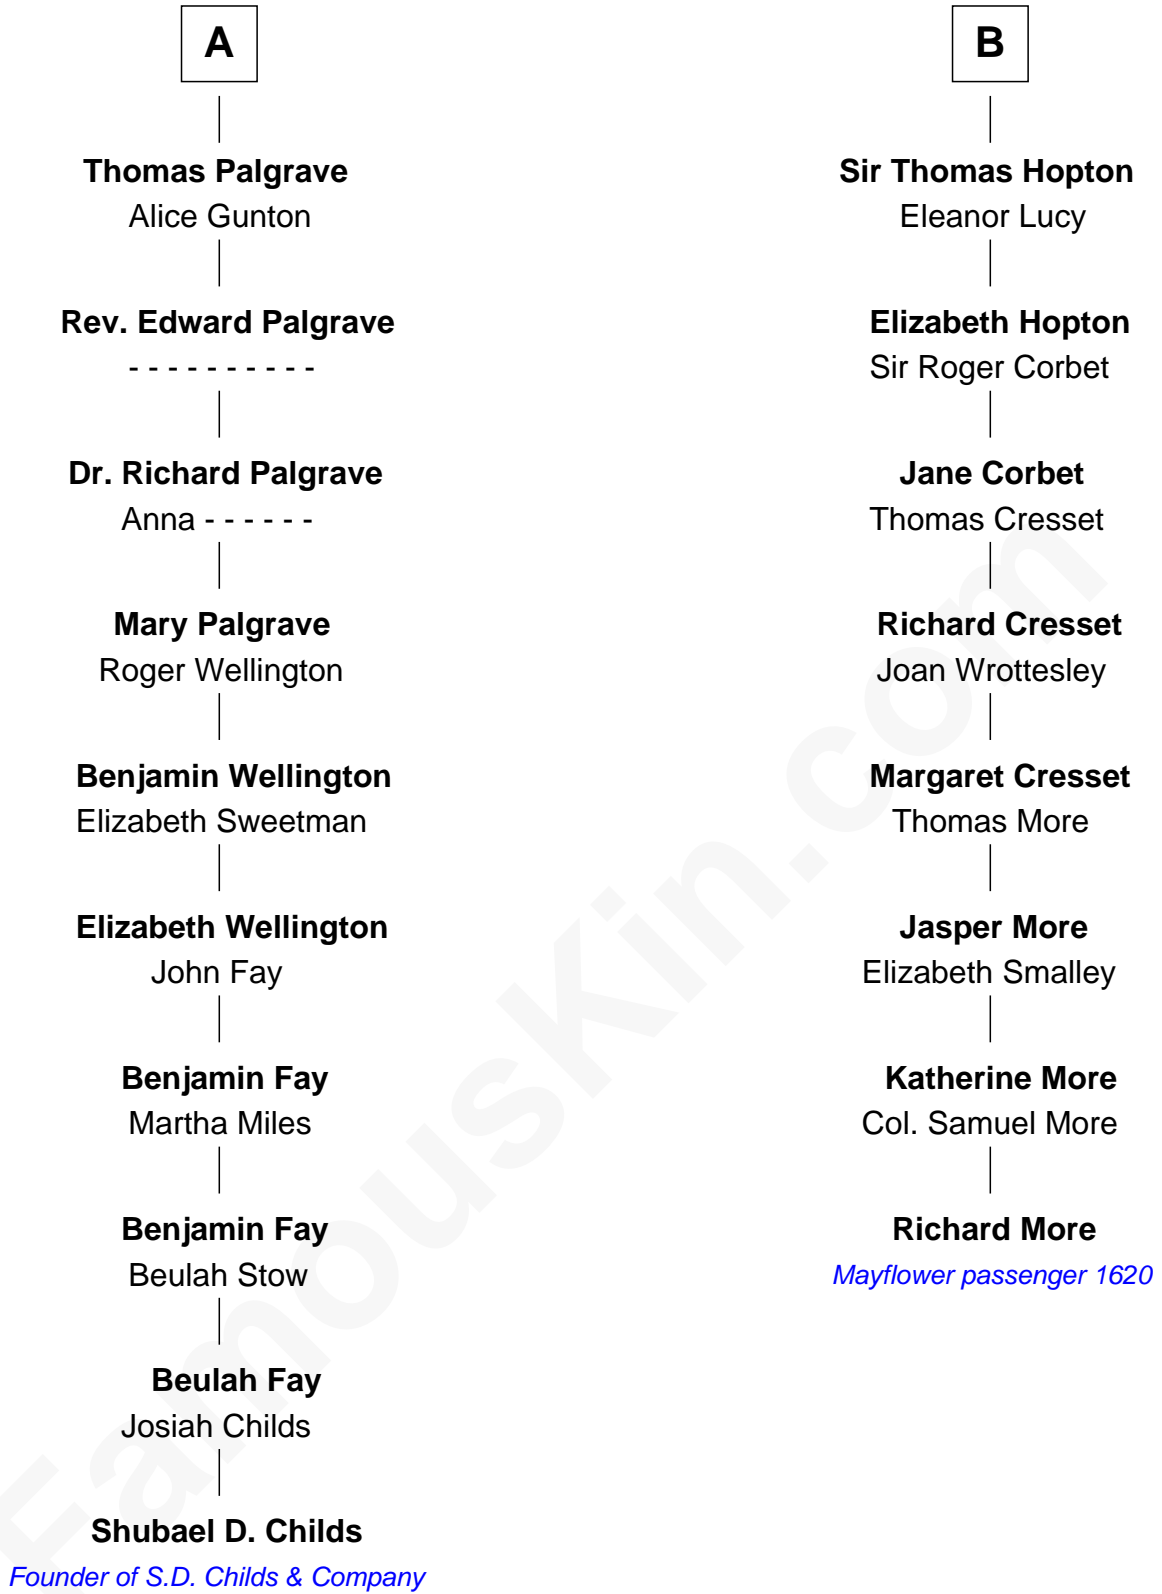 A
Thomas Palgrave
Alice Gunton
Rev. Edward Palgrave
- - - - - - - - - -
Dr. Richard Palgrave
Anna - - - - - -
Mary Palgrave
Roger Wellington
Benjamin Wellington
Elizabeth Sweetman
Elizabeth Wellington
John Fay
Benjamin Fay
Martha Miles
Benjamin Fay
Beulah Stow
Beulah Fay
Josiah Childs
Shubael D. Childs
Founder of S.D. Childs & Company
B
Sir Thomas Hopton
Eleanor Lucy
Elizabeth Hopton
Sir Roger Corbet
Jane Corbet
Thomas Cresset
Richard Cresset
Joan Wrottesley
Margaret Cresset
Thomas More
Jasper More
Elizabeth Smalley
Katherine More
Col. Samuel More
Richard More
Mayflower passenger 1620
FamousKin.com